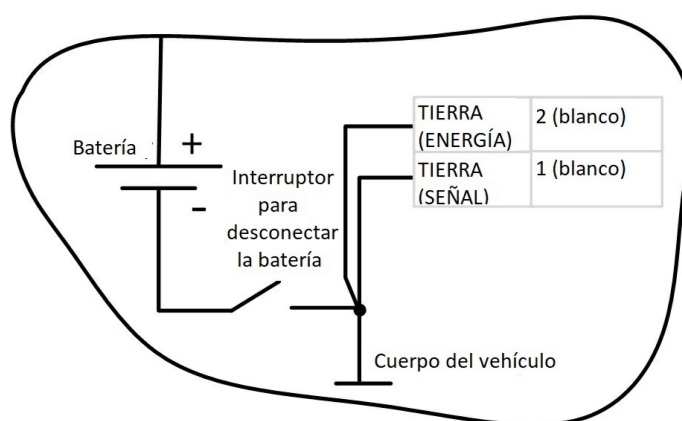 Batería
+
-
Interruptor
para
desconectar
la batería
TIERRA
(ENERGÍA)
2 (blanco)
TIERRA
(SEÑAL)
1 (blanco)
Cuerpo del vehículo